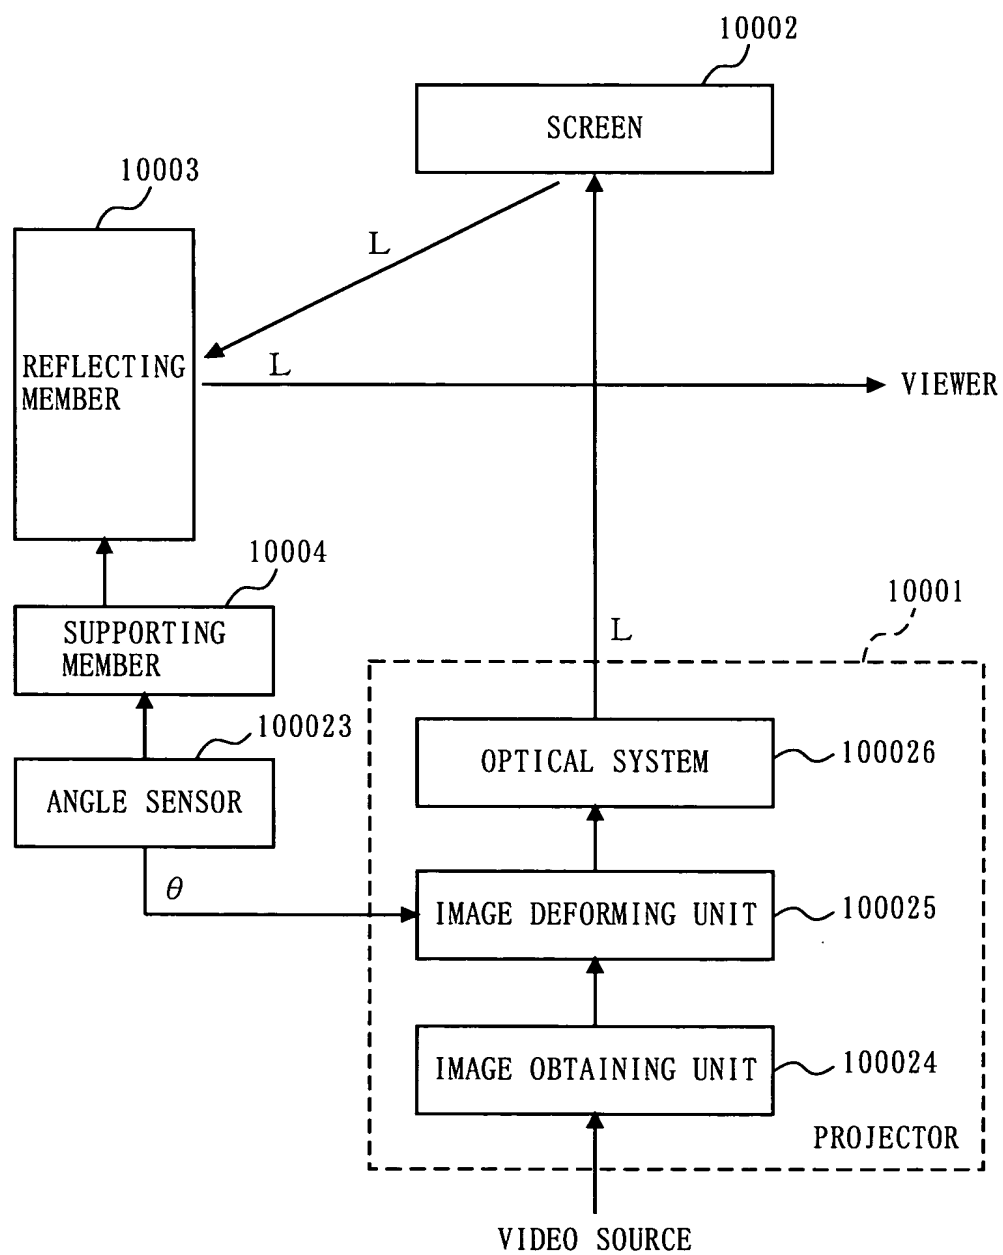 10002
SCREEN
10003
L
REFLECTING
MEMBER
L
VIEWER
10004
SUPPORTING
MEMBER
10001
L
100023
ANGLE SENSOR
OPTICAL SYSTEM
100026
θ
IMAGE DEFORMING UNIT
100025
IMAGE OBTAINING UNIT
100024
PROJECTOR
VIDEO SOURCE